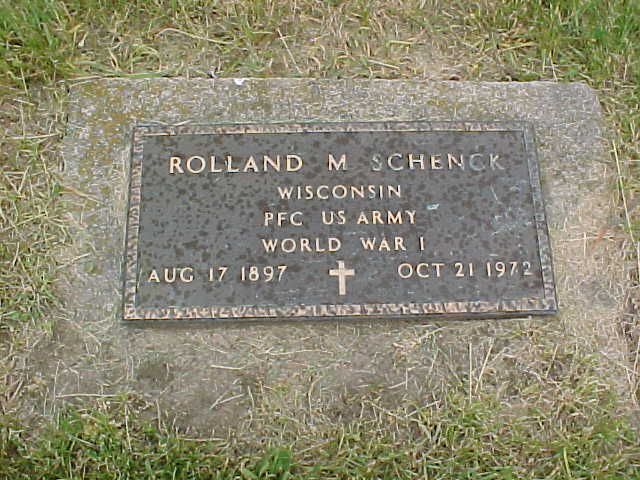 ROLLAND M SCHENCK
WISCONSIN
PFC US ARMY
WORLD WAR I
AUG 17 1897 OCT 21 1972